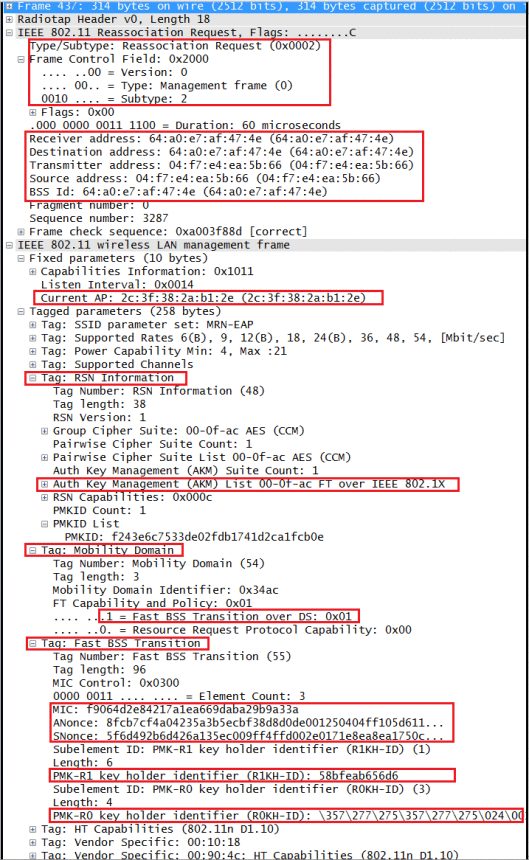 Frame 437: 314 bytes on wire (2512 bits), 314 bytes captured (2512 bits) on
Radiotap Header v0, Length 18
IEEE 802.11 Reassociation Request, Flags: ........C
Type/Subtype: Reassociation Request (0x0002)
Frame Control Field: 0x2000
.... ..00 = Version: 0
.... 00.. = Type: Management frame (0)
0010 .... = Subtype: 2
Flags: 0x00
.000 0000 0011 1100 = Duration: 60 microseconds
Receiver address: 64:a0:e7:af:47:4e (64:a0:e7:af:47:4e)
Destination address: 64:a0:e7:af:47:4e (64:a0:e7:af:47:4e)
Transmitter address: 04:f7:e4:ea:5b:66 (04:f7:e4:ea:5b:66)
Source address: 04:f7:e4:ea:5b:66 (04:f7:e4:ea:5b:66)
BSS Id: 64:a0:e7:af:47:4e (64:a0:e7:af:47:4e)
Fragment number: 0
Sequence number: 3287
Frame check sequence: 0xa003f88d [correct]
IEEE 802.11 wireless LAN management frame
Fixed parameters (10 bytes)
Capabilities Information: 0x1011
Listen Interval: 0x0014
Current AP: 2c:3f:38:2a:b1:2e (2c:3f:38:2a:b1:2e)
Tagged parameters (258 bytes)
Tag: SSID parameter set: MRN-EAP
Tag: Supported Rates 6(B), 9, 12(B), 18, 24(B), 36, 48, 54, [Mbit/sec]
Tag: Power Capability Min: 4, Max :21
Tag: Supported Channels
Tag: RSN Information
Tag Number: RSN Information (48)
Tag length: 38
RSN Version: 1
Group Cipher Suite: 00-0f-ac AES (CCM)
Pairwise Cipher Suite Count: 1
Pairwise Cipher Suite List 00-0f-ac AES (CCM)
Auth Key Management (AKM) Suite Count: 1
Auth Key Management (AKM) List 00-0f-ac FT over IEEE 802.1X
RSN Capabilities: 0x000c
PMKID Count: 1
PMKID List
PMKID: f243e6c7533de02fdb1741d2ca1fcb0e
Tag: Mobility Domain
Tag Number: Mobility Domain (54)
Tag length: 3
Mobility Domain Identifier: 0x34ac
FT Capability and Policy: 0x01
.... ...1 = Fast BSS Transition over DS: 0x01
.... ..0. = Resource Request Protocol Capability: 0x00
Tag: Fast BSS Transition
Tag Number: Fast BSS Transition (55)
Tag length: 96
MIC Control: 0x0300
0000 0011 .... .... = Element Count: 3
MIC: f9064d2e84217a1ea669daba29b9a33a
ANonce: 8fcb7cf4a04235a3b5ecbf38d8d0de001250404ff105d611...
SNonce: 5f6d492b6d426a135ec009ff4ffd002e0171e8ea8ea1750c...
Subelement ID: PMK-R1 key holder identifier (R1KH-ID) (1)
Length: 6
PMK-R1 key holder identifier (R1KH-ID): 58bfeab656d6
Subelement ID: PMK-R0 key holder identifier (R0KH-ID) (3)
Length: 4
PMK-R0 key holder identifier (R0KH-ID): \357\277\275\357\277\275\024\00
Tag: HT Capabilities (802.11n D1.10)
Tag: Vendor Specific: 00:10:18
Tag: Vendor Specific: 00:90:4c: HT Capabilities (802.11n D1.10)